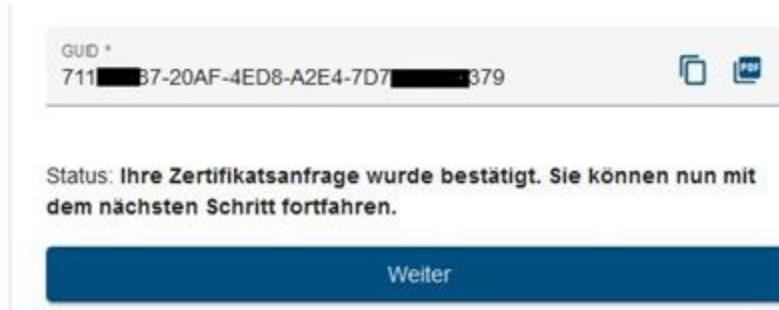 GUID *
711 37-20AF-4ED8-A2E4-7D7 379
PDF
Status: Ihre Zertifikatsanfrage wurde bestätigt. Sie können nun mit
dem nächsten Schritt fortfahren.
Weiter